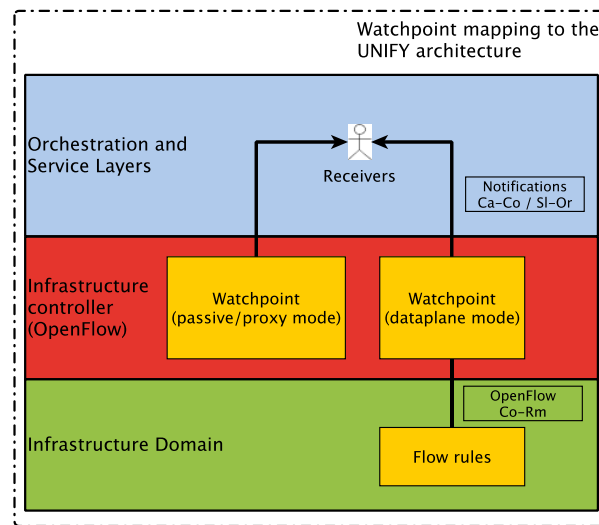 Watchpoint mapping to the
UNIFY architecture
Orchestration and
Service Layers
Receivers
Notifications
Ca-Co / Sl-Or
Infrastructure
controller
(OpenFlow)
Watchpoint
(passive/proxy mode)
Watchpoint
(dataplane mode)
OpenFlow
Co-Rm
Infrastructure Domain
Flow rules